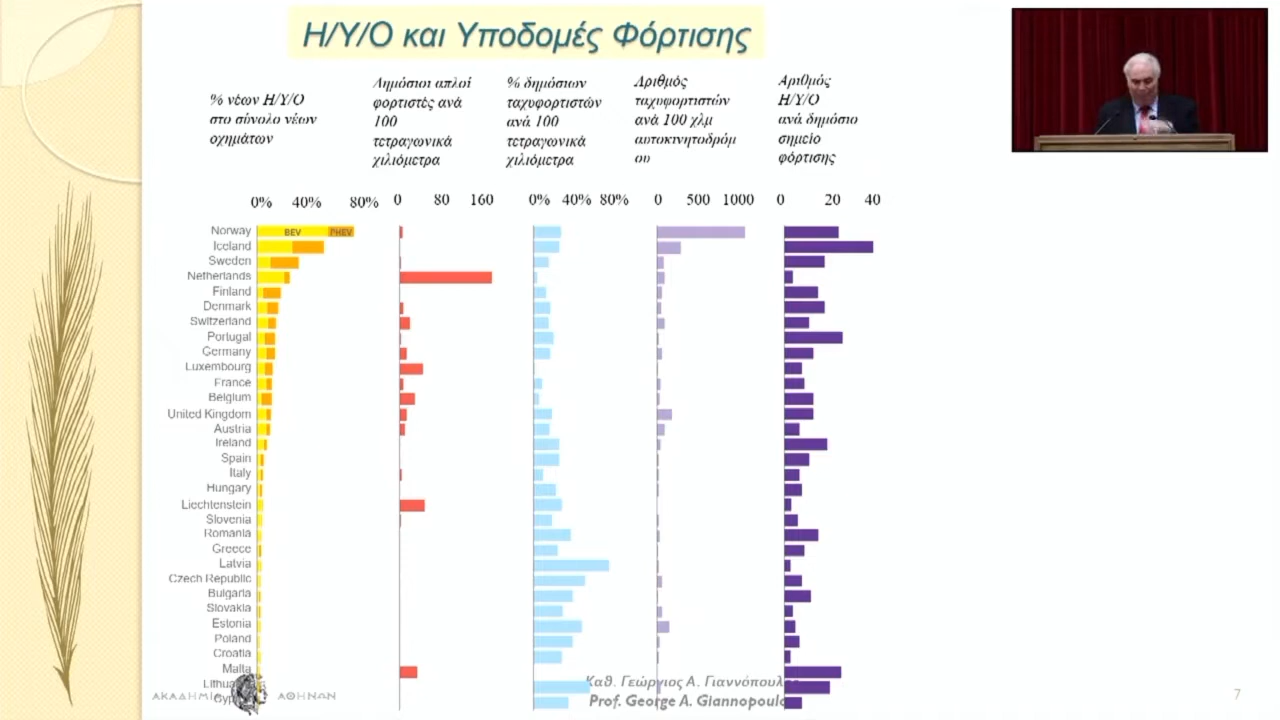 Η/Υ/Ο και Υποδομές Φόρτισης
% νέων Η/Υ/Ο
στο σύνολο νέων
οχημάτων
Δημόσιοι απλοί
φορτιστές ανά
100
τετραγωνικά
χιλιόμετρα
% δημόσιων
ταχυφορτιστών
ανά 100
τετραγωνικά
χιλιόμετρα
Αριθμός
ταχυφορτιστών
ανά 100 χλμ
αυτοκινητοδρόμ
ου
Αριθμός
Η/Υ/Ο
ανά δημόσιο
σημείο
φόρτισης
0% 40% 80% 0 80 160 0% 40% 80% 0 500 1000 0 20 40
Norway BEV PHEV
Iceland
Sweden
Netherlands
Finland
Denmark
Switzerland
Portugal
Germany
Luxembourg
France
Belgium
United Kingdom
Austria
Ireland
Spain
Italy
Hungary
Liechtenstein
Slovenia
Romania
Greece
Latvia
Czech Republic
Bulgaria
Slovakia
Estonia
Poland
Croatia
Malta
Καθ. Γεώργιος Α. Γιαννόπουλ
ΑΚΑΔΗΜΙΑ ΑΘΗΝΩΝ
Prof. George A. Giannopoulo
7